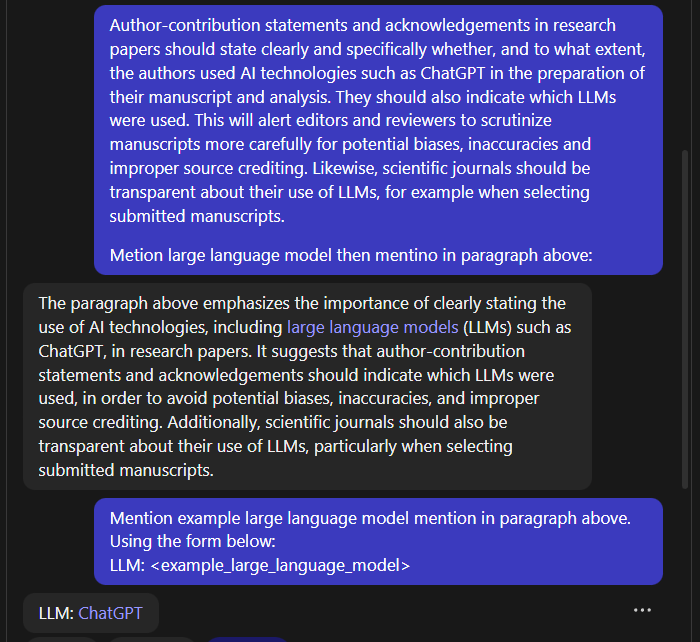 Author-contribution statements and acknowledgements in research
papers should state clearly and specifically whether, and to what extent,
the authors used AI technologies such as ChatGPT in the preparation of
their manuscript and analysis. They should also indicate which LLMs
were used. This will alert editors and reviewers to scrutinize
manuscripts more carefully for potential biases, inaccuracies and
improper source crediting. Likewise, scientific journals should be
transparent about their use of LLMs, for example when selecting
submitted manuscripts.
Metion large language model then mentino in paragraph above:
The paragraph above emphasizes the importance of clearly stating the
use of AI technologies, including large language models (LLMs) such as
ChatGPT, in research papers. It suggests that author-contribution
statements and acknowledgements should indicate which LLMs were
used, in order to avoid potential biases, inaccuracies, and improper
source crediting. Additionally, scientific journals should also be
transparent about their use of LLMs, particularly when selecting
submitted manuscripts.
Mention example large language model mention in paragraph above.
Using the form below:
LLM: <example_large_language_model>
LLM: ChatGPT